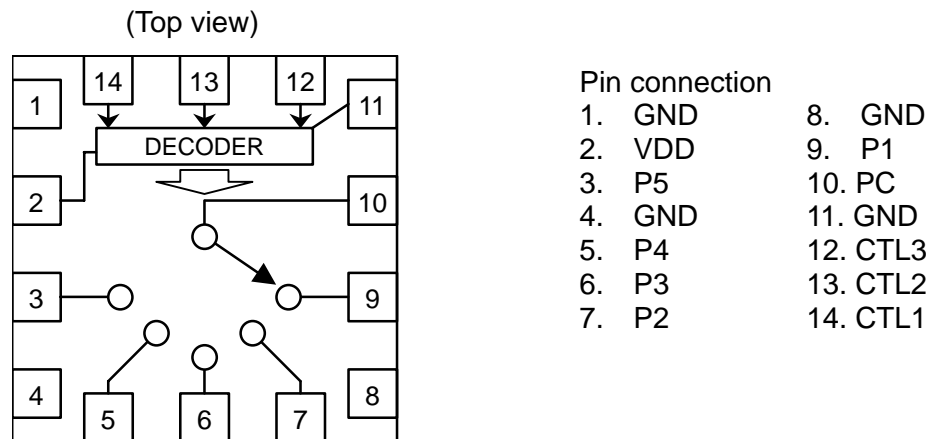 (Top view)
14 13 12
1 11
DECODER
2 10
3 9
4 8
5 6 7
Pin connection
1. GND 8. GND
2. VDD 9. P1
3. P5 10. PC
4. GND 11. GND
5. P4 12. CTL3
6. P3 13. CTL2
7. P2 14. CTL1